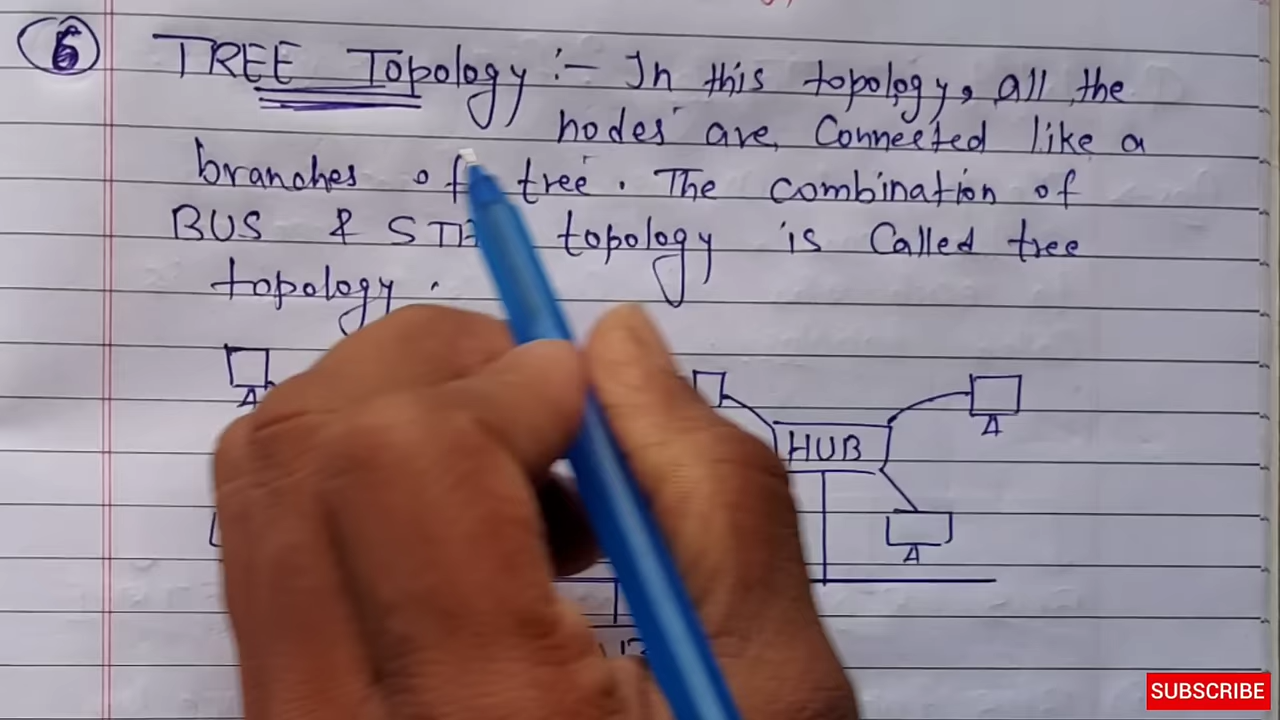 6 TREE Topology :- In this topology, all the
nodes are Connected like a
branches of tree. The combination of
BUS & topology is Called tree
topology.
HUB
SUBSCRIBE